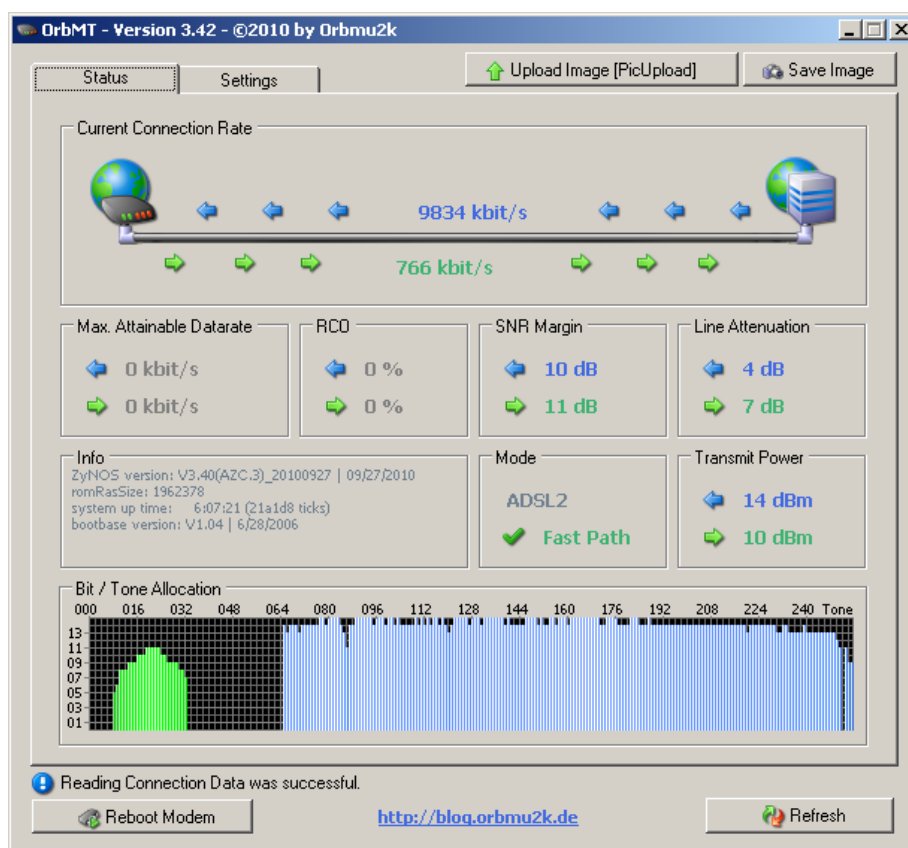 OrbMT - Version 3.42 - ©2010 by Orbmu2k
Status
Settings
Upload Image [PicUpload]
Save Image
Current Connection Rate
9834 kbit/s
766 kbit/s
Max. Attainable Datarate
0 kbit/s
0 kbit/s
RCO
0 %
0 %
SNR Margin
10 dB
11 dB
Line Attenuation
4 dB
7 dB
Info
ZyNOS version: V3.40(AZC.3)_20100927 | 09/27/2010
romRasSize: 1962378
system up time: 6:07:21 (21a1d8 ticks)
bootbase version: V1.04 | 6/28/2006
Mode
ADSL2
Fast Path
Transmit Power
14 dBm
10 dBm
Bit / Tone Allocation
000 016 032 048 064 080 096 112 128 144 160 176 192 208 224 240 Tone
13
11
09
07
05
03
01
Reading Connection Data was successful.
Reboot Modem
http://blog.orbmu2k.de
Refresh